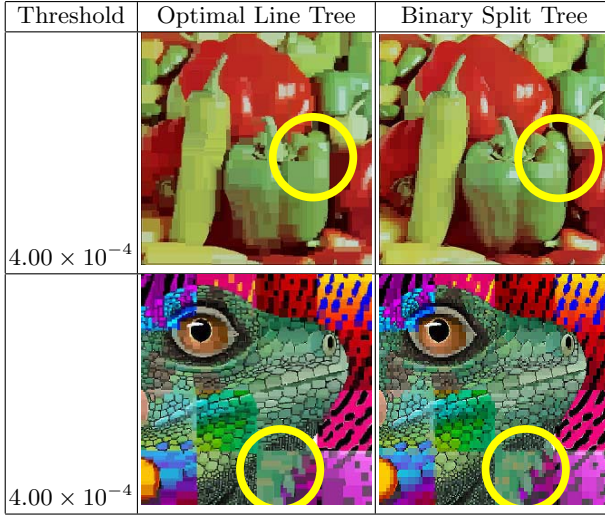 Threshold Optimal Line Tree Binary Split Tree
4.00 × 10⁻⁴
4.00 × 10⁻⁴